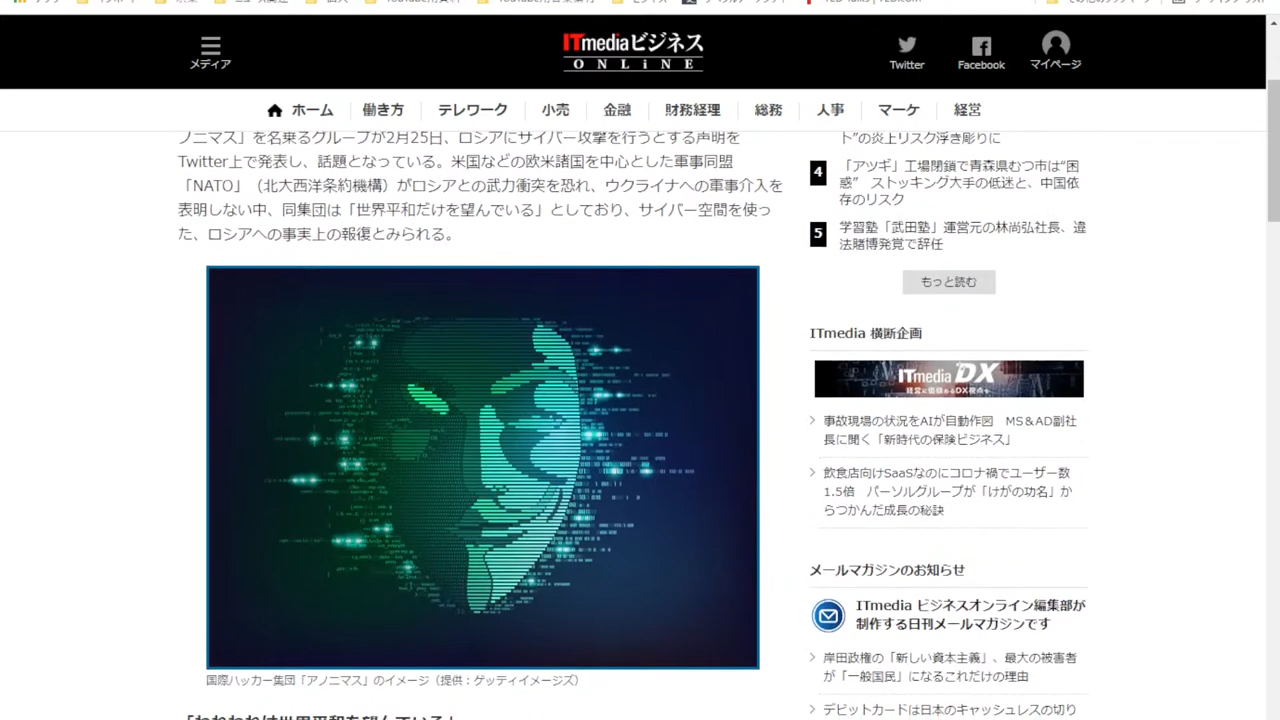 メディア
ITmediaビジネス
ONLiNE
Twitter
Facebook
マイページ
ホーム
働き方
テレワーク
小売
金融
財務経理
総務
人事
マーケ
経営
ノニマス」を名乗るグループが2月25日、ロシアにサイバー攻撃を行うとする声明を
Twitter上で発表し、話題となっている。米国などの欧米諸国を中心とした軍事同盟
「NATO」（北大西洋条約機構）がロシアとの武力衝突を恐れ、ウクライナへの軍事介入を
表明しない中、同集団は「世界平和だけを望んでいる」としており、サイバー空間を使っ
た、ロシアへの事実上の報復とみられる。
国際ハッカー集団「アノニマス」のイメージ（提供：ゲッティイメージズ）
「われわれは世界平和を望んでいる」
ト”の炎上リスク浮き彫りに
4
「アツギ」工場閉鎖で青森県むつ市は“困
惑” ストッキング大手の低迷と、中国依
存のリスク
5
学習塾「武田塾」運営元の林尚弘社長、違
法賭博発覚で辞任
もっと読む
ITmedia 横断企画
ITmedia DX
経営に価値あるDX視点を
事故現場の状況をAIが自動作図 MS＆AD副社
長に聞く「新時代の保険ビジネス」
飲食店向けSaaSなのにコロナ禍でユーザー数
1.5倍 パーソルグループが「けがの功名」か
らつかんだ成長の秘訣
メールマガジンのお知らせ
ITmedia ビジネスオンライン編集部が
制作する日刊メールマガジンです
岸田政権の「新しい資本主義」、最大の被害者
が「一般国民」になるこれだけの理由
デビットカードは日本のキャッシュレスの切り